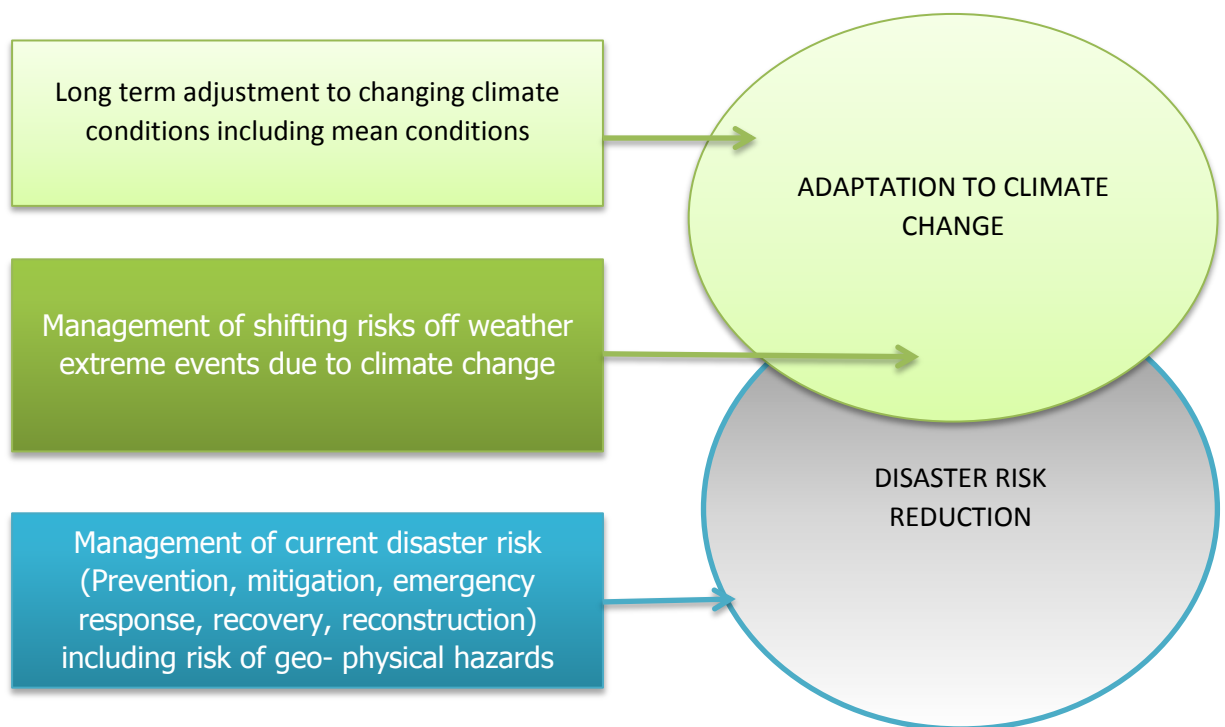 Long term adjustment to changing climate
conditions including mean conditions
ADAPTATION TO CLIMATE
CHANGE
Management of shifting risks off weather
extreme events due to climate change
DISASTER RISK
REDUCTION
Management of current disaster risk
(Prevention, mitigation, emergency
response, recovery, reconstruction)
including risk of geo- physical hazards